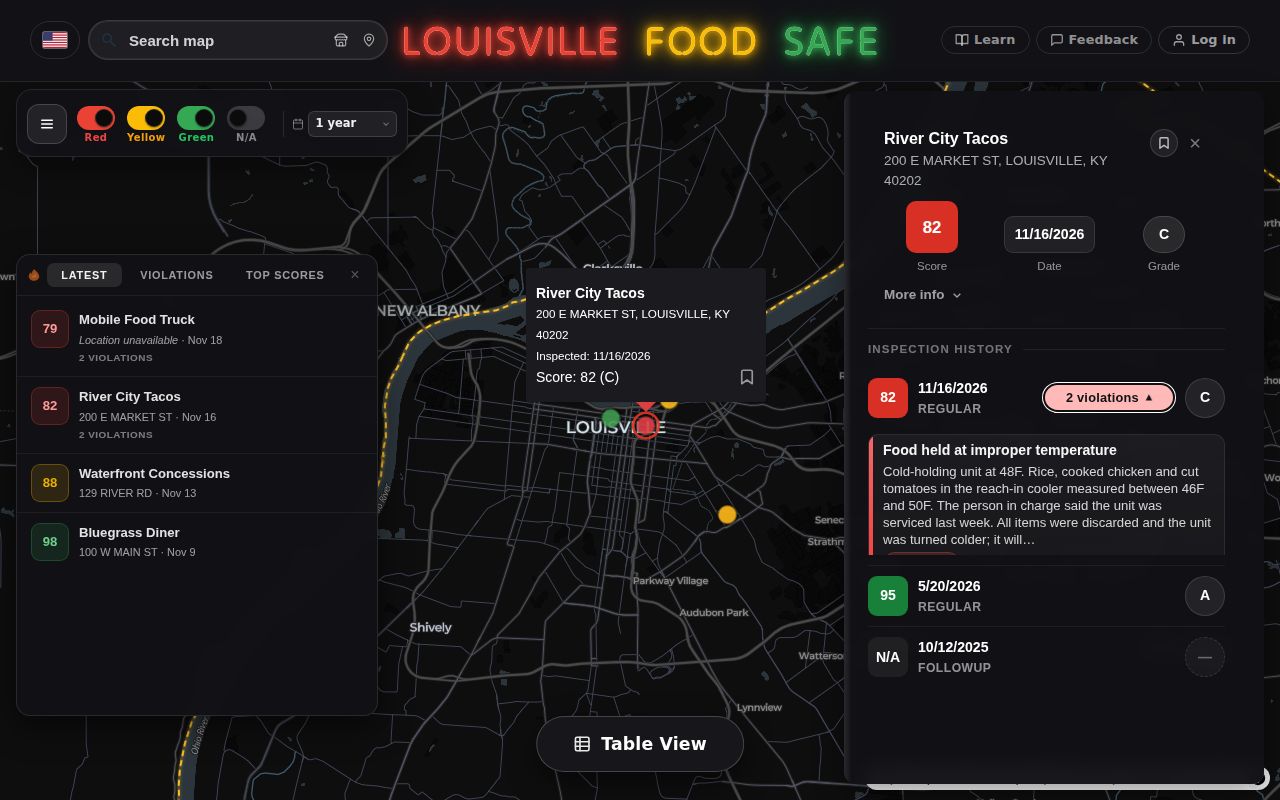 Search map
LOUISVILLE FOOD SAFE
Learn
Feedback
Log In
Red
Yellow
Green
N/A
1 year
LATEST
VIOLATIONS
TOP SCORES
79
Mobile Food Truck
Location unavailable · Nov 18
2 VIOLATIONS
82
River City Tacos
200 E MARKET ST · Nov 16
2 VIOLATIONS
88
Waterfront Concessions
129 RIVER RD · Nov 13
98
Bluegrass Diner
100 W MAIN ST · Nov 9
NEW ALBANY
Clarksville
River City Tacos
200 E MARKET ST, LOUISVILLE, KY
40202
Inspected: 11/16/2026
Score: 82 (C)
LOUISVILLE
Parkway Village
Audubon Park
Shively
Lynnview
Ohio River
Table View
River City Tacos
200 E MARKET ST, LOUISVILLE, KY
40202
82
11/16/2026
C
Score
Date
Grade
More info
INSPECTION HISTORY
82
11/16/2026
REGULAR
2 violations ▲
C
Food held at improper temperature
Cold-holding unit at 48F. Rice, cooked chicken and cut
tomatoes in the reach-in cooler measured between 46F
and 50F. The person in charge said the unit was
serviced last week. All items were discarded and the unit
was turned colder; it will…
95
5/20/2026
REGULAR
A
N/A
10/12/2025
FOLLOWUP
—